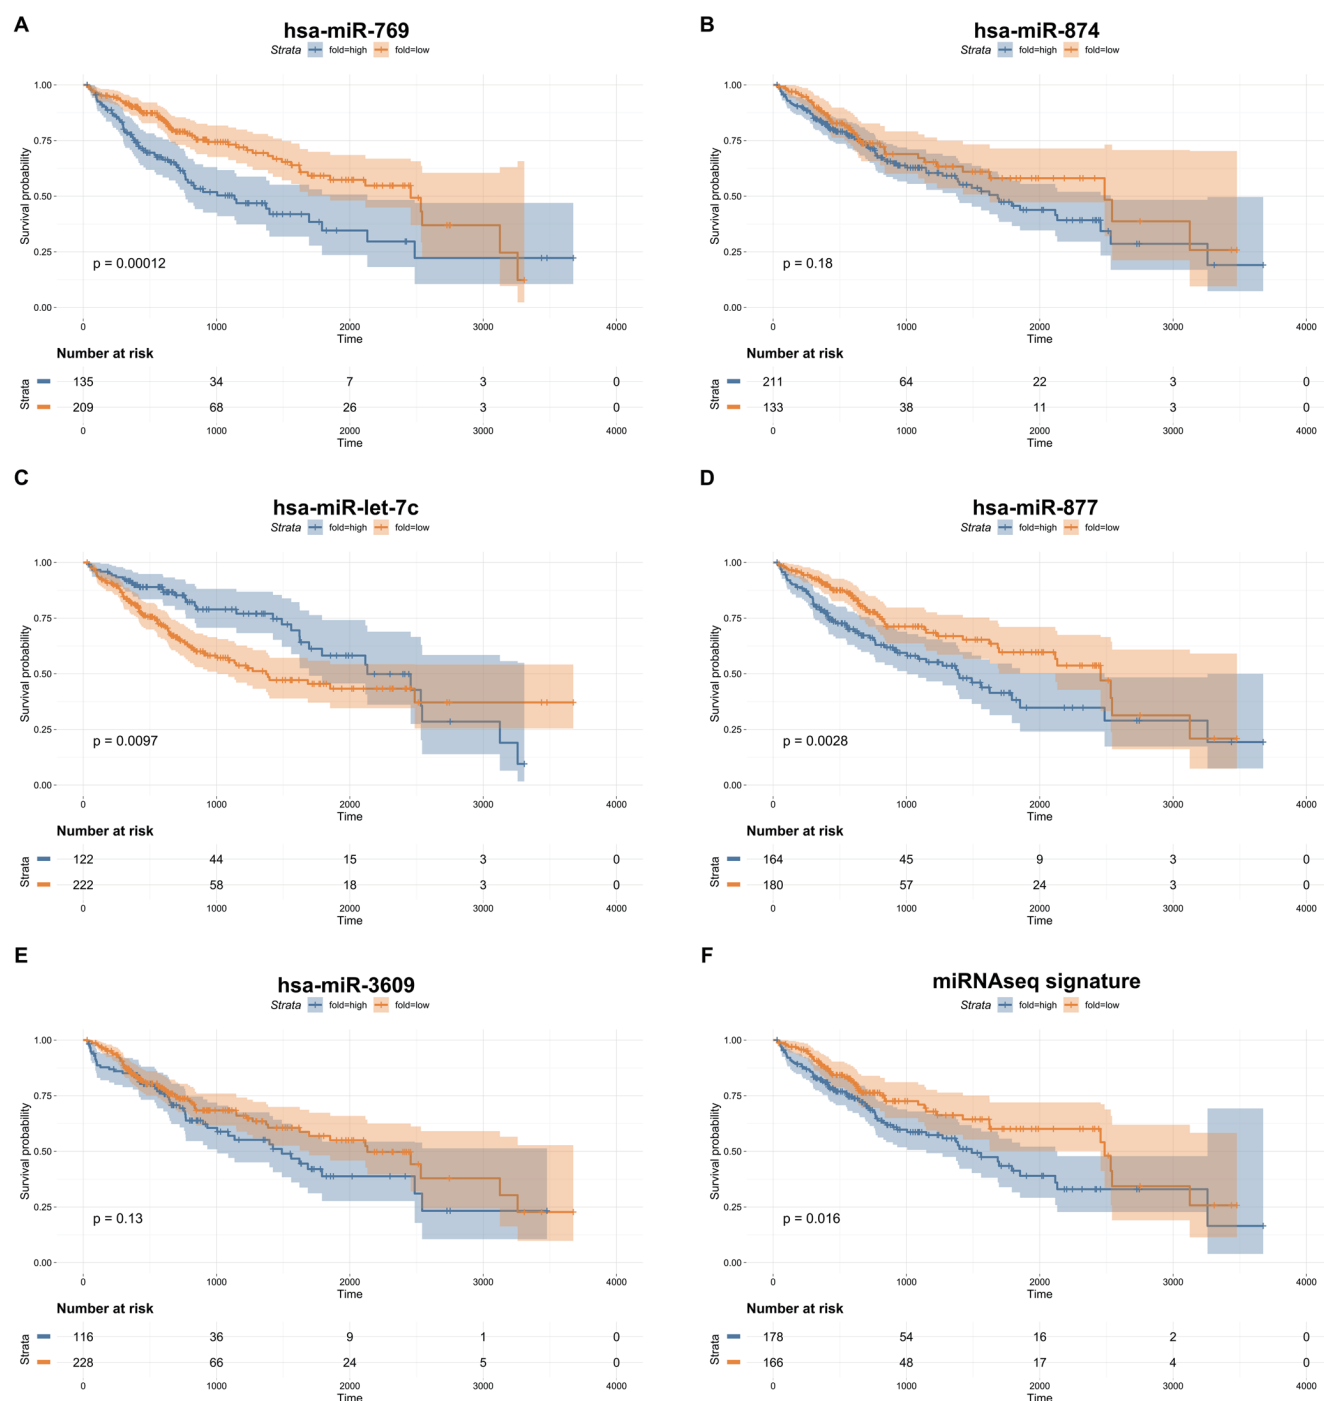 A
hsa-miR-769
Strata fold=high fold=low
Survival probability
1.00
0.75
0.50
0.25
0.00
p = 0.00012
0 1000 2000 3000 4000
Time
Number at risk
Strata
135 34 7 3 0
209 68 26 3 0
0 1000 2000 3000 4000
Time
B
hsa-miR-874
Strata fold=high fold=low
Survival probability
1.00
0.75
0.50
0.25
0.00
p = 0.18
0 1000 2000 3000 4000
Time
Number at risk
Strata
211 64 22 3 0
133 38 11 3 0
0 1000 2000 3000 4000
Time
C
hsa-miR-let-7c
Strata fold=high fold=low
Survival probability
1.00
0.75
0.50
0.25
0.00
p = 0.0097
0 1000 2000 3000 4000
Time
Number at risk
Strata
122 44 15 3 0
222 58 18 3 0
0 1000 2000 3000 4000
Time
D
hsa-miR-877
Strata fold=high fold=low
Survival probability
1.00
0.75
0.50
0.25
0.00
p = 0.0028
0 1000 2000 3000 4000
Time
Number at risk
Strata
164 45 9 3 0
180 57 24 3 0
0 1000 2000 3000 4000
Time
E
hsa-miR-3609
Strata fold=high fold=low
Survival probability
1.00
0.75
0.50
0.25
0.00
p = 0.13
0 1000 2000 3000 4000
Time
Number at risk
Strata
116 36 9 1 0
228 66 24 5 0
0 1000 2000 3000 4000
Time
F
miRNAseq signature
Strata fold=high fold=low
Survival probability
1.00
0.75
0.50
0.25
0.00
p = 0.016
0 1000 2000 3000 4000
Time
Number at risk
Strata
178 54 16 2 0
166 48 17 4 0
0 1000 2000 3000 4000
Time